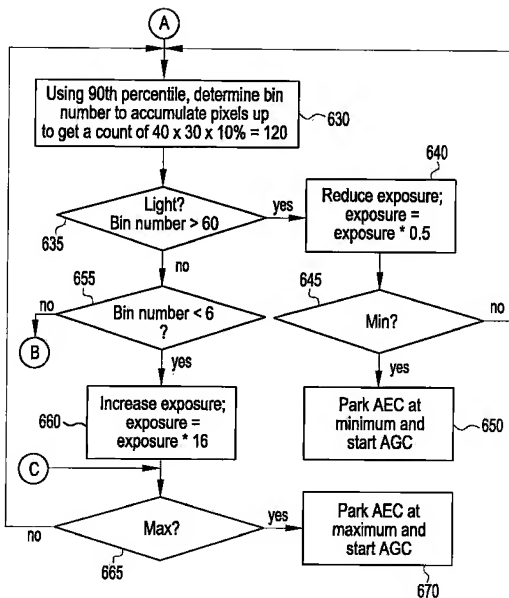 A
Using 90th percentile, determine bin
number to accumulate pixels up
to get a count of 40 x 30 x 10% = 120
630
640
Light?
Bin number > 60
yes
635
Reduce exposure;
exposure =
exposure * 0.5
no
655
645
no
Bin number < 6
?
Min?
no
B
yes
yes
660
Increase exposure;
exposure =
exposure * 16
Park AEC at
minimum and
start AGC
650
C
Max?
no
yes
665
Park AEC at
maximum and
start AGC
670